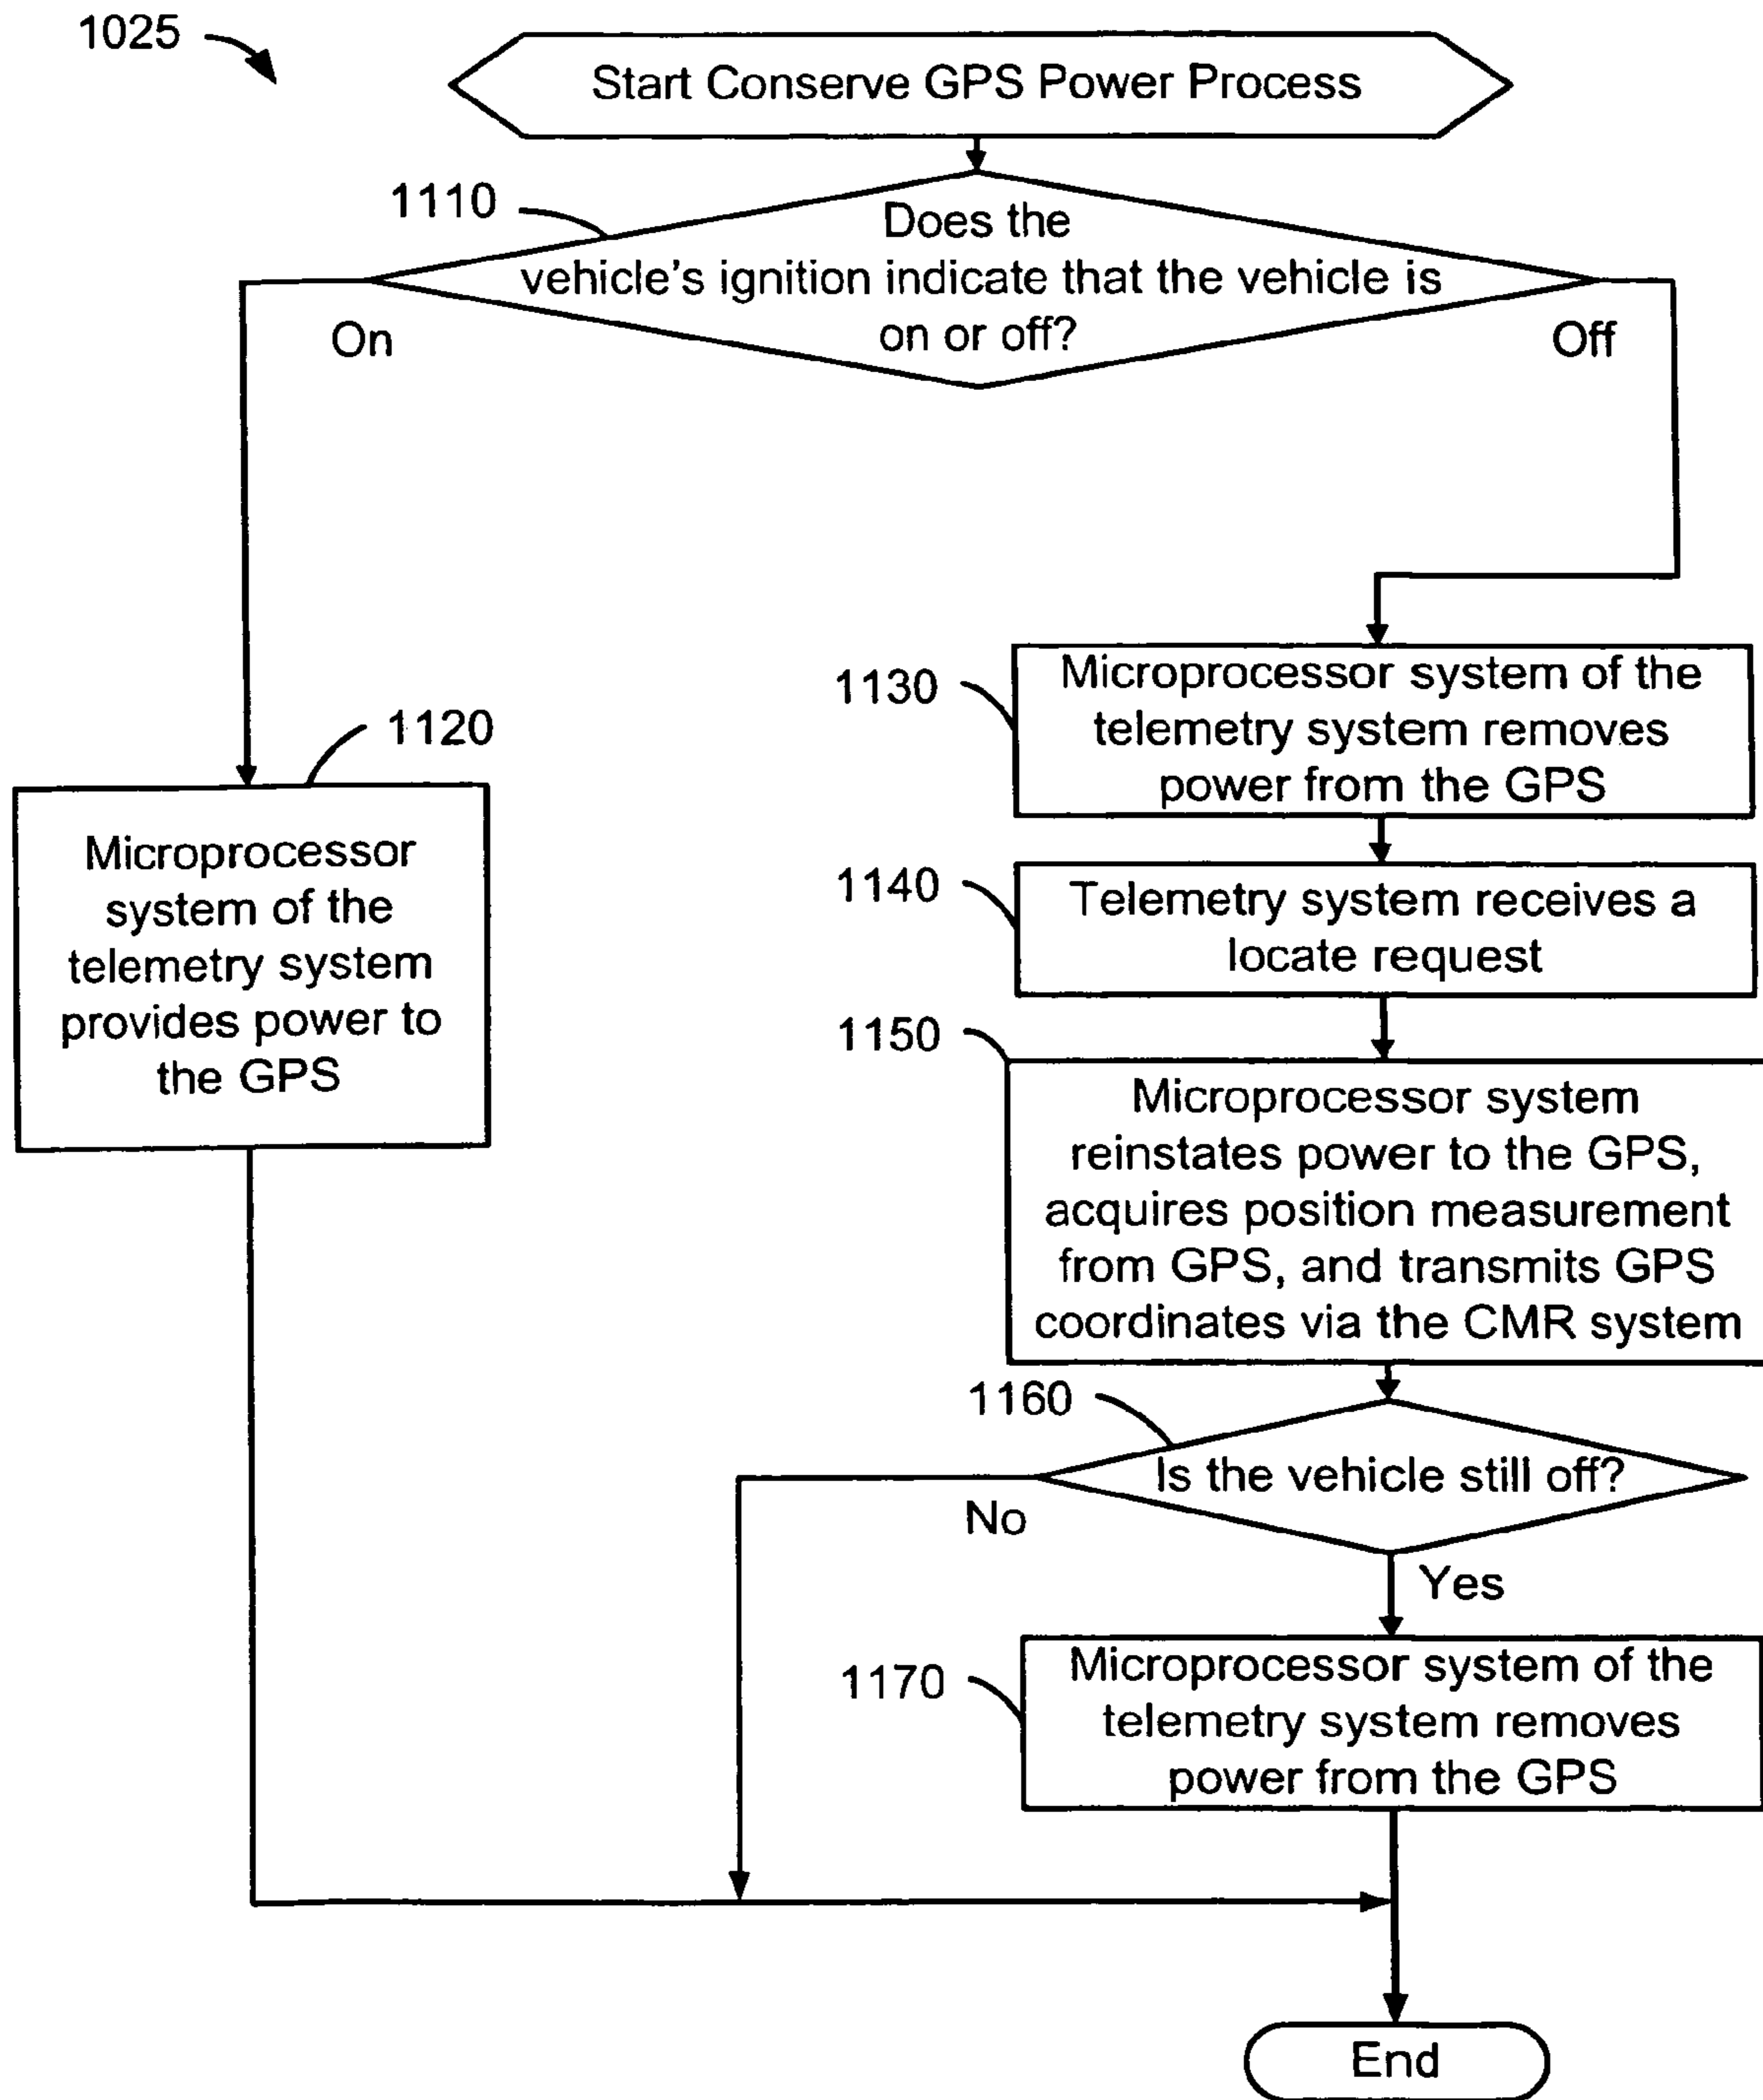 1025
Start Conserve GPS Power Process
1110
Does the
vehicle's ignition indicate that the vehicle is
on or off?
On
Off
1120
Microprocessor
system of the
telemetry system
provides power to
the GPS
1130
Microprocessor system of the
telemetry system removes
power from the GPS
1140
Telemetry system receives a
locate request
1150
Microprocessor system
reinstates power to the GPS,
acquires position measurement
from GPS, and transmits GPS
coordinates via the CMR system
1160
Is the vehicle still off?
No
Yes
1170
Microprocessor system of the
telemetry system removes
power from the GPS
End